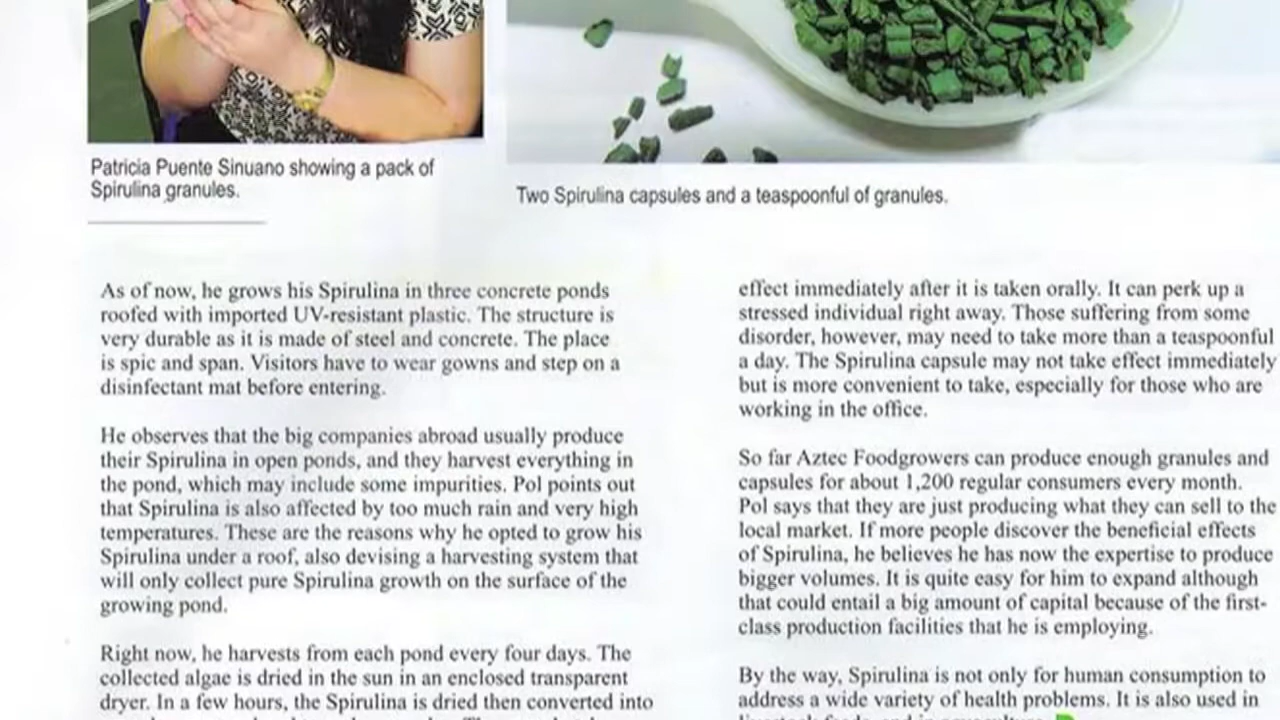 Patricia Puente Sinuano showing a pack of
Spirulina granules.
Two Spirulina capsules and a teaspoonful of granules.
As of now, he grows his Spirulina in three concrete ponds
roofed with imported UV-resistant plastic. The structure is
very durable as it is made of steel and concrete. The place
is spic and span. Visitors have to wear gowns and step on a
disinfectant mat before entering.
He observes that the big companies abroad usually produce
their Spirulina in open ponds, and they harvest everything in
the pond, which may include some impurities. Pol points out
that Spirulina is also affected by too much rain and very high
temperatures. These are the reasons why he opted to grow his
Spirulina under a roof, also devising a harvesting system that
will only collect pure Spirulina growth on the surface of the
growing pond.
Right now, he harvests from each pond every four days. The
collected algae is dried in the sun in an enclosed transparent
dryer. In a few hours, the Spirulina is dried then converted into
effect immediately after it is taken orally. It can perk up a
stressed individual right away. Those suffering from some
disorder, however, may need to take more than a teaspoonful
a day. The Spirulina capsule may not take effect immediately
but is more convenient to take, especially for those who are
working in the office.
So far Aztec Foodgrowers can produce enough granules and
capsules for about 1,200 regular consumers every month.
Pol says that they are just producing what they can sell to the
local market. If more people discover the beneficial effects
of Spirulina, he believes he has now the expertise to produce
bigger volumes. It is quite easy for him to expand although
that could entail a big amount of capital because of the first-
class production facilities that he is employing.
By the way, Spirulina is not only for human consumption to
address a wide variety of health problems. It is also used in